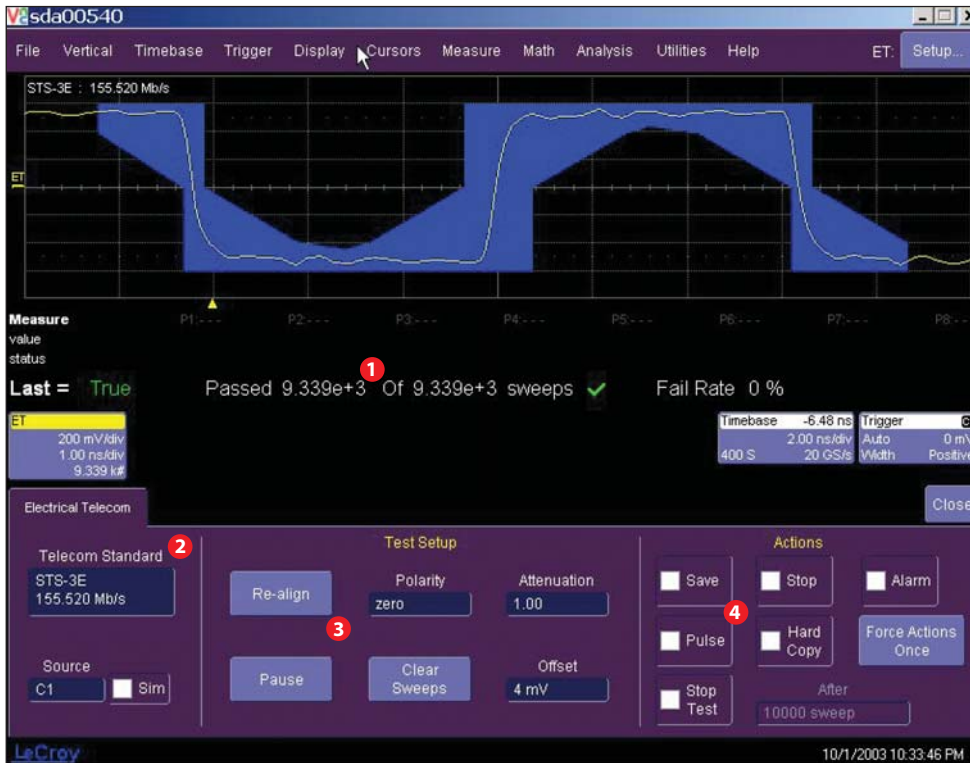 sda00540
File Vertical Timebase Trigger Display Cursors Measure Math Analysis Utilities Help ET: Setup...
STS-3E : 155.520 Mb/s
ET
Measure P1:--- P2:--- P3:--- P4:--- P5:--- P6:--- P7:--- P8:--
value
status
1
Last = True Passed 9.339e+3 Of 9.339e+3 sweeps Fail Rate 0 %
ET
200 mV/div
1.00 ns/div
9.339 k#
Timebase -6.48 ns
2.00 ns/div
400 S 20 GS/s
Trigger
Auto 0 mV
Width Positive
Electrical Telecom
Close
2
Telecom Standard
STS-3E
155.520 Mb/s
Source
C1
Sim
Test Setup
Re-align
Polarity
zero
Attenuation
1.00
3
Pause
Clear
Sweeps
Offset
4 mV
Actions
Save
Stop
Alarm
4
Pulse
Hard
Copy
Force Actions
Once
Stop
Test
After
10000 sweep
LeCroy
10/1/2003 10:33:46 PM